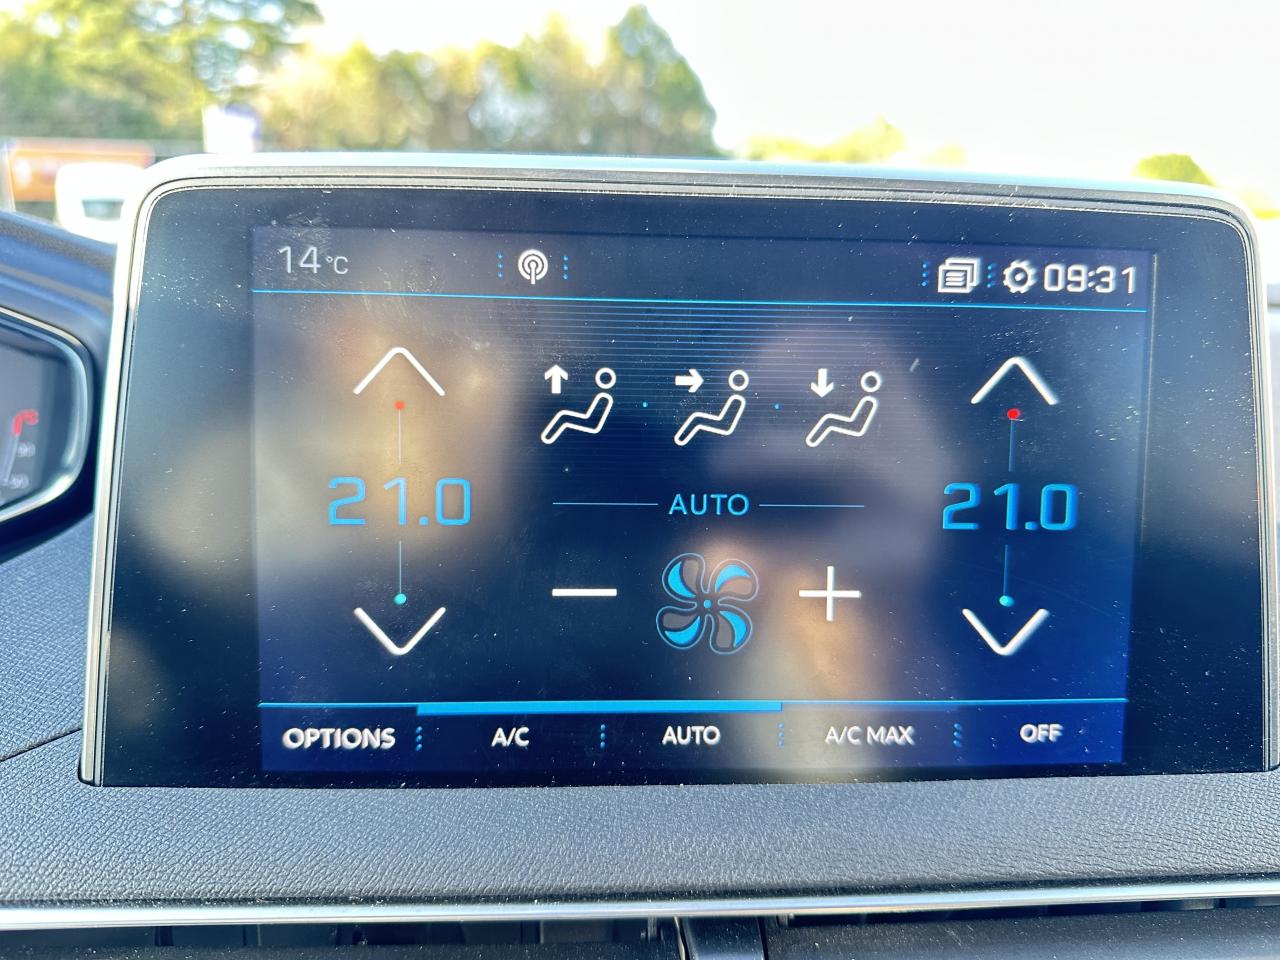 14°C 09:31
21.0 AUTO 21.0
OPTIONS A/C AUTO A/C MAX OFF